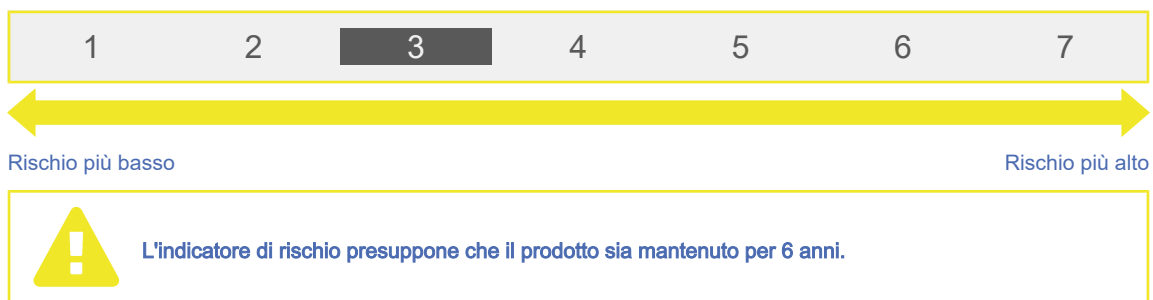 1 2 3 4 5 6 7
Rischio più basso Rischio più alto
L'indicatore di rischio presuppone che il prodotto sia mantenuto per 6 anni.